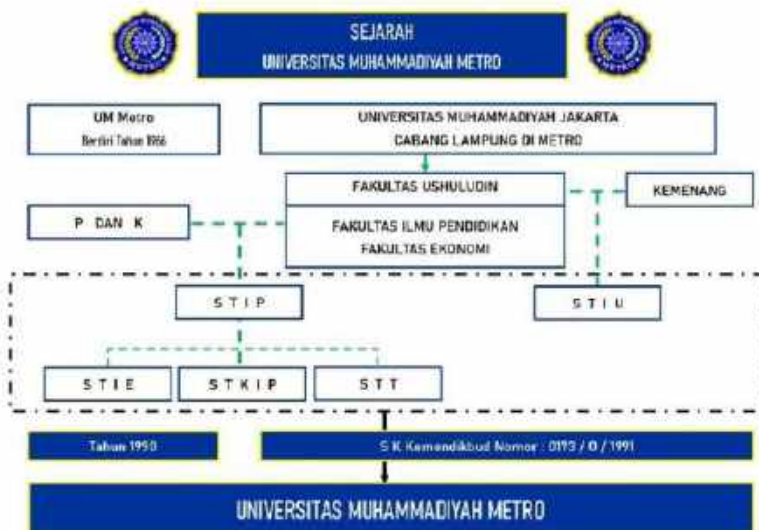 SEJARAH
UNIVERSITAS MUHAMMADIYAH METRO
UM Metro
Berdiri Tahun 1966
UNIVERSITAS MUHAMMADIYAH JAKARTA
CABANG LAMPUNG DI METRO
FAKULTAS USHULUDIN
KEMENANG
P DAN K
FAKULTAS ILMU PENDIDIKAN
FAKULTAS EKONOMI
S T I P
S T I U
S T I E
S T K I P
S T T
Tahun 1990
S K Kemendikbud Nomor : 0193 / 0 / 1991
UNIVERSITAS MUHAMMADIYAH METRO